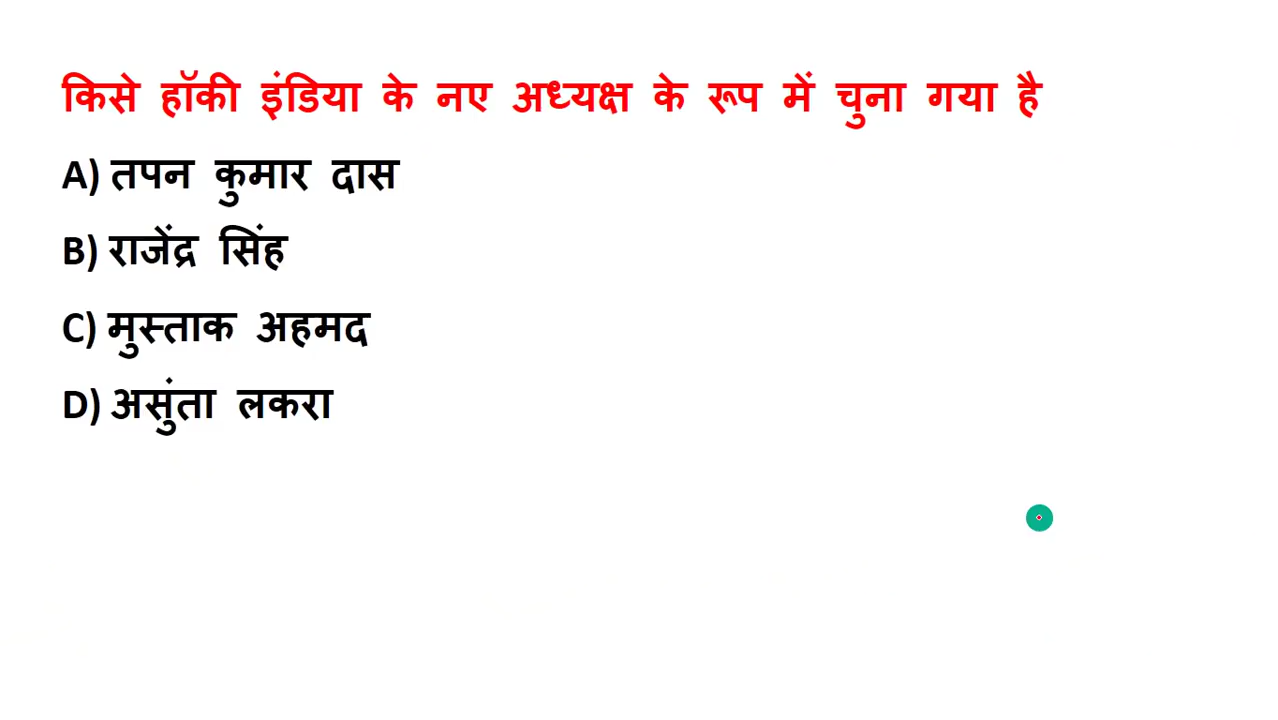 किसे हॉकी इंडिया के नए अध्यक्ष के रूप में चुना गया है
A) तपन कुमार दास
B) राजेंद्र सिंह
C) मुस्ताक अहमद
D) असुंता लकरा